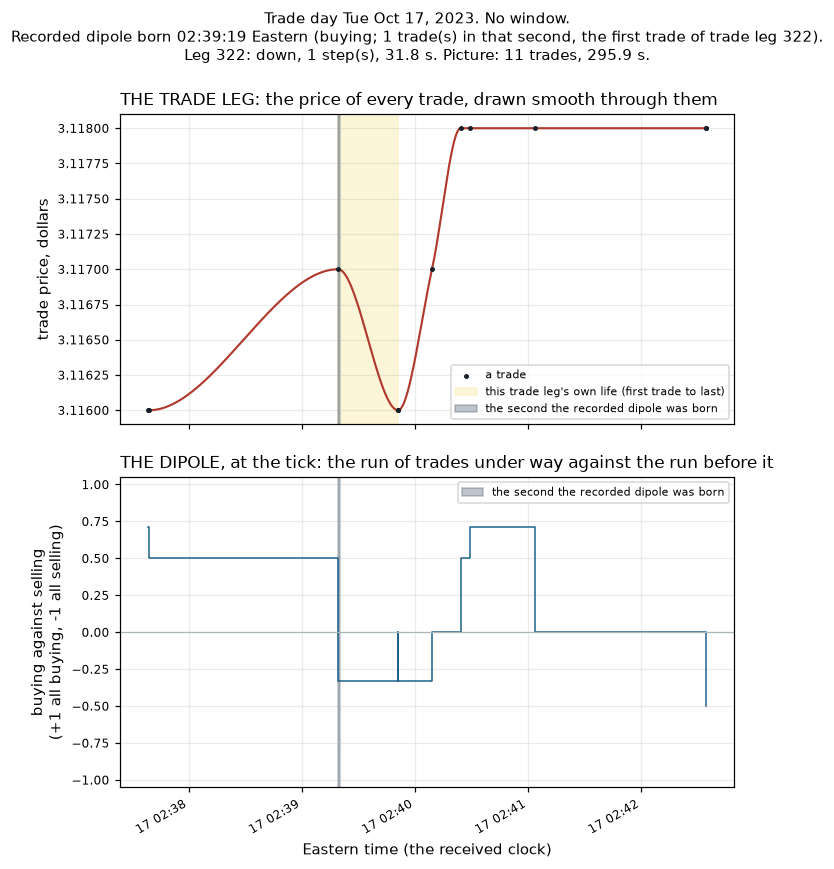 Trade day Tue Oct 17, 2023. No window.
Recorded dipole born 02:39:19 Eastern (buying; 1 trade(s) in that second, the first trade of trade leg 322).
Leg 322: down, 1 step(s), 31.8 s. Picture: 11 trades, 295.9 s.
THE TRADE LEG: the price of every trade, drawn smooth through them
trade price, dollars
3.11800
3.11775
3.11750
3.11725
3.11700
3.11675
3.11650
3.11625
3.11600
a trade
this trade leg's own life (first trade to last)
the second the recorded dipole was born
THE DIPOLE, at the tick: the run of trades under way against the run before it
buying against selling
(+1 all buying, -1 all selling)
1.00
0.75
0.50
0.25
0.00
−0.25
−0.50
−0.75
−1.00
the second the recorded dipole was born
17 02:38
17 02:39
17 02:40
17 02:41
17 02:42
Eastern time (the received clock)